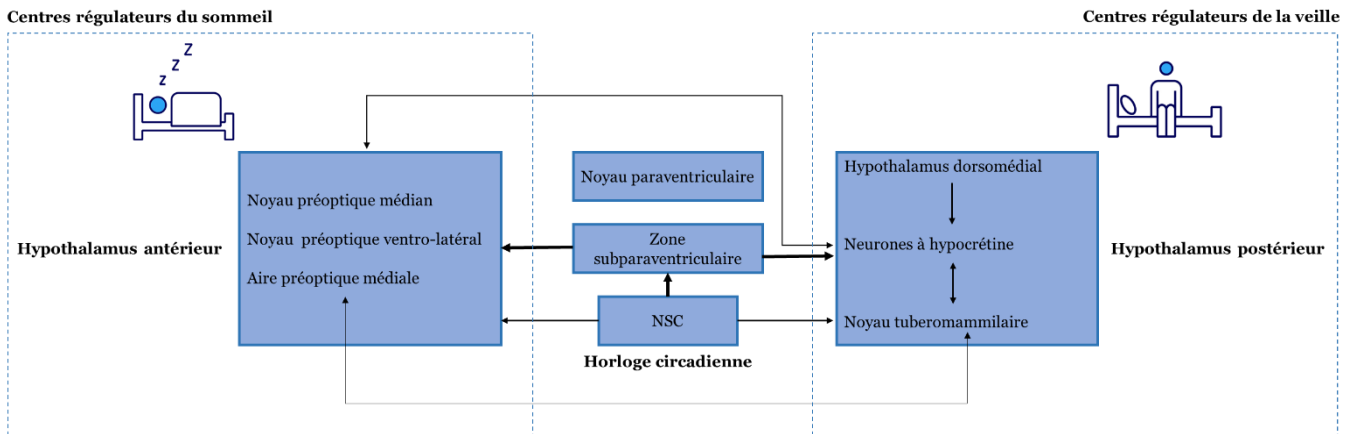 Centres régulateurs du sommeil
Centres régulateurs de la veille
Z
Z
Z
Z
Noyau paraventriculaire
Hypothalamus dorsomédial
Noyau préoptique médian
Noyau préoptique ventro-latéral
Aire préoptique médiale
Hypothalamus antérieur
Zone
subparaventriculaire
Neurones à hypocrétine
Hypothalamus postérieur
NSC
Noyau tuberomammilaire
Horloge circadienne